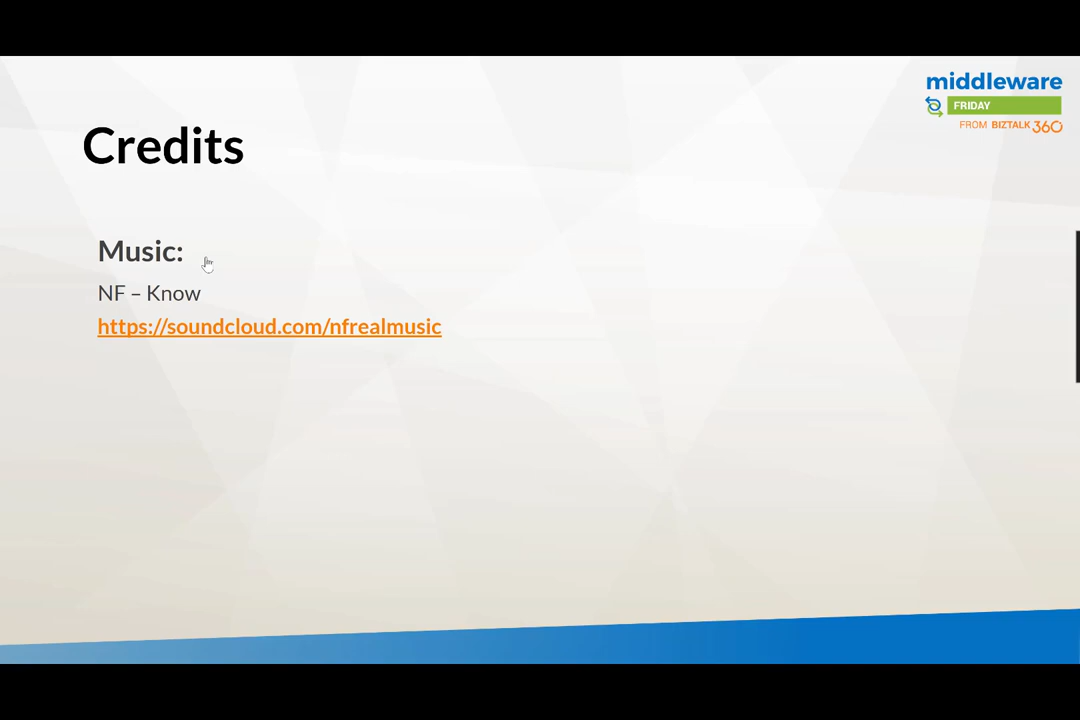 middleware
FRIDAY
FROM BIZTALK 360
Credits
Music:
NF – Know
https://soundcloud.com/nfrealmusic